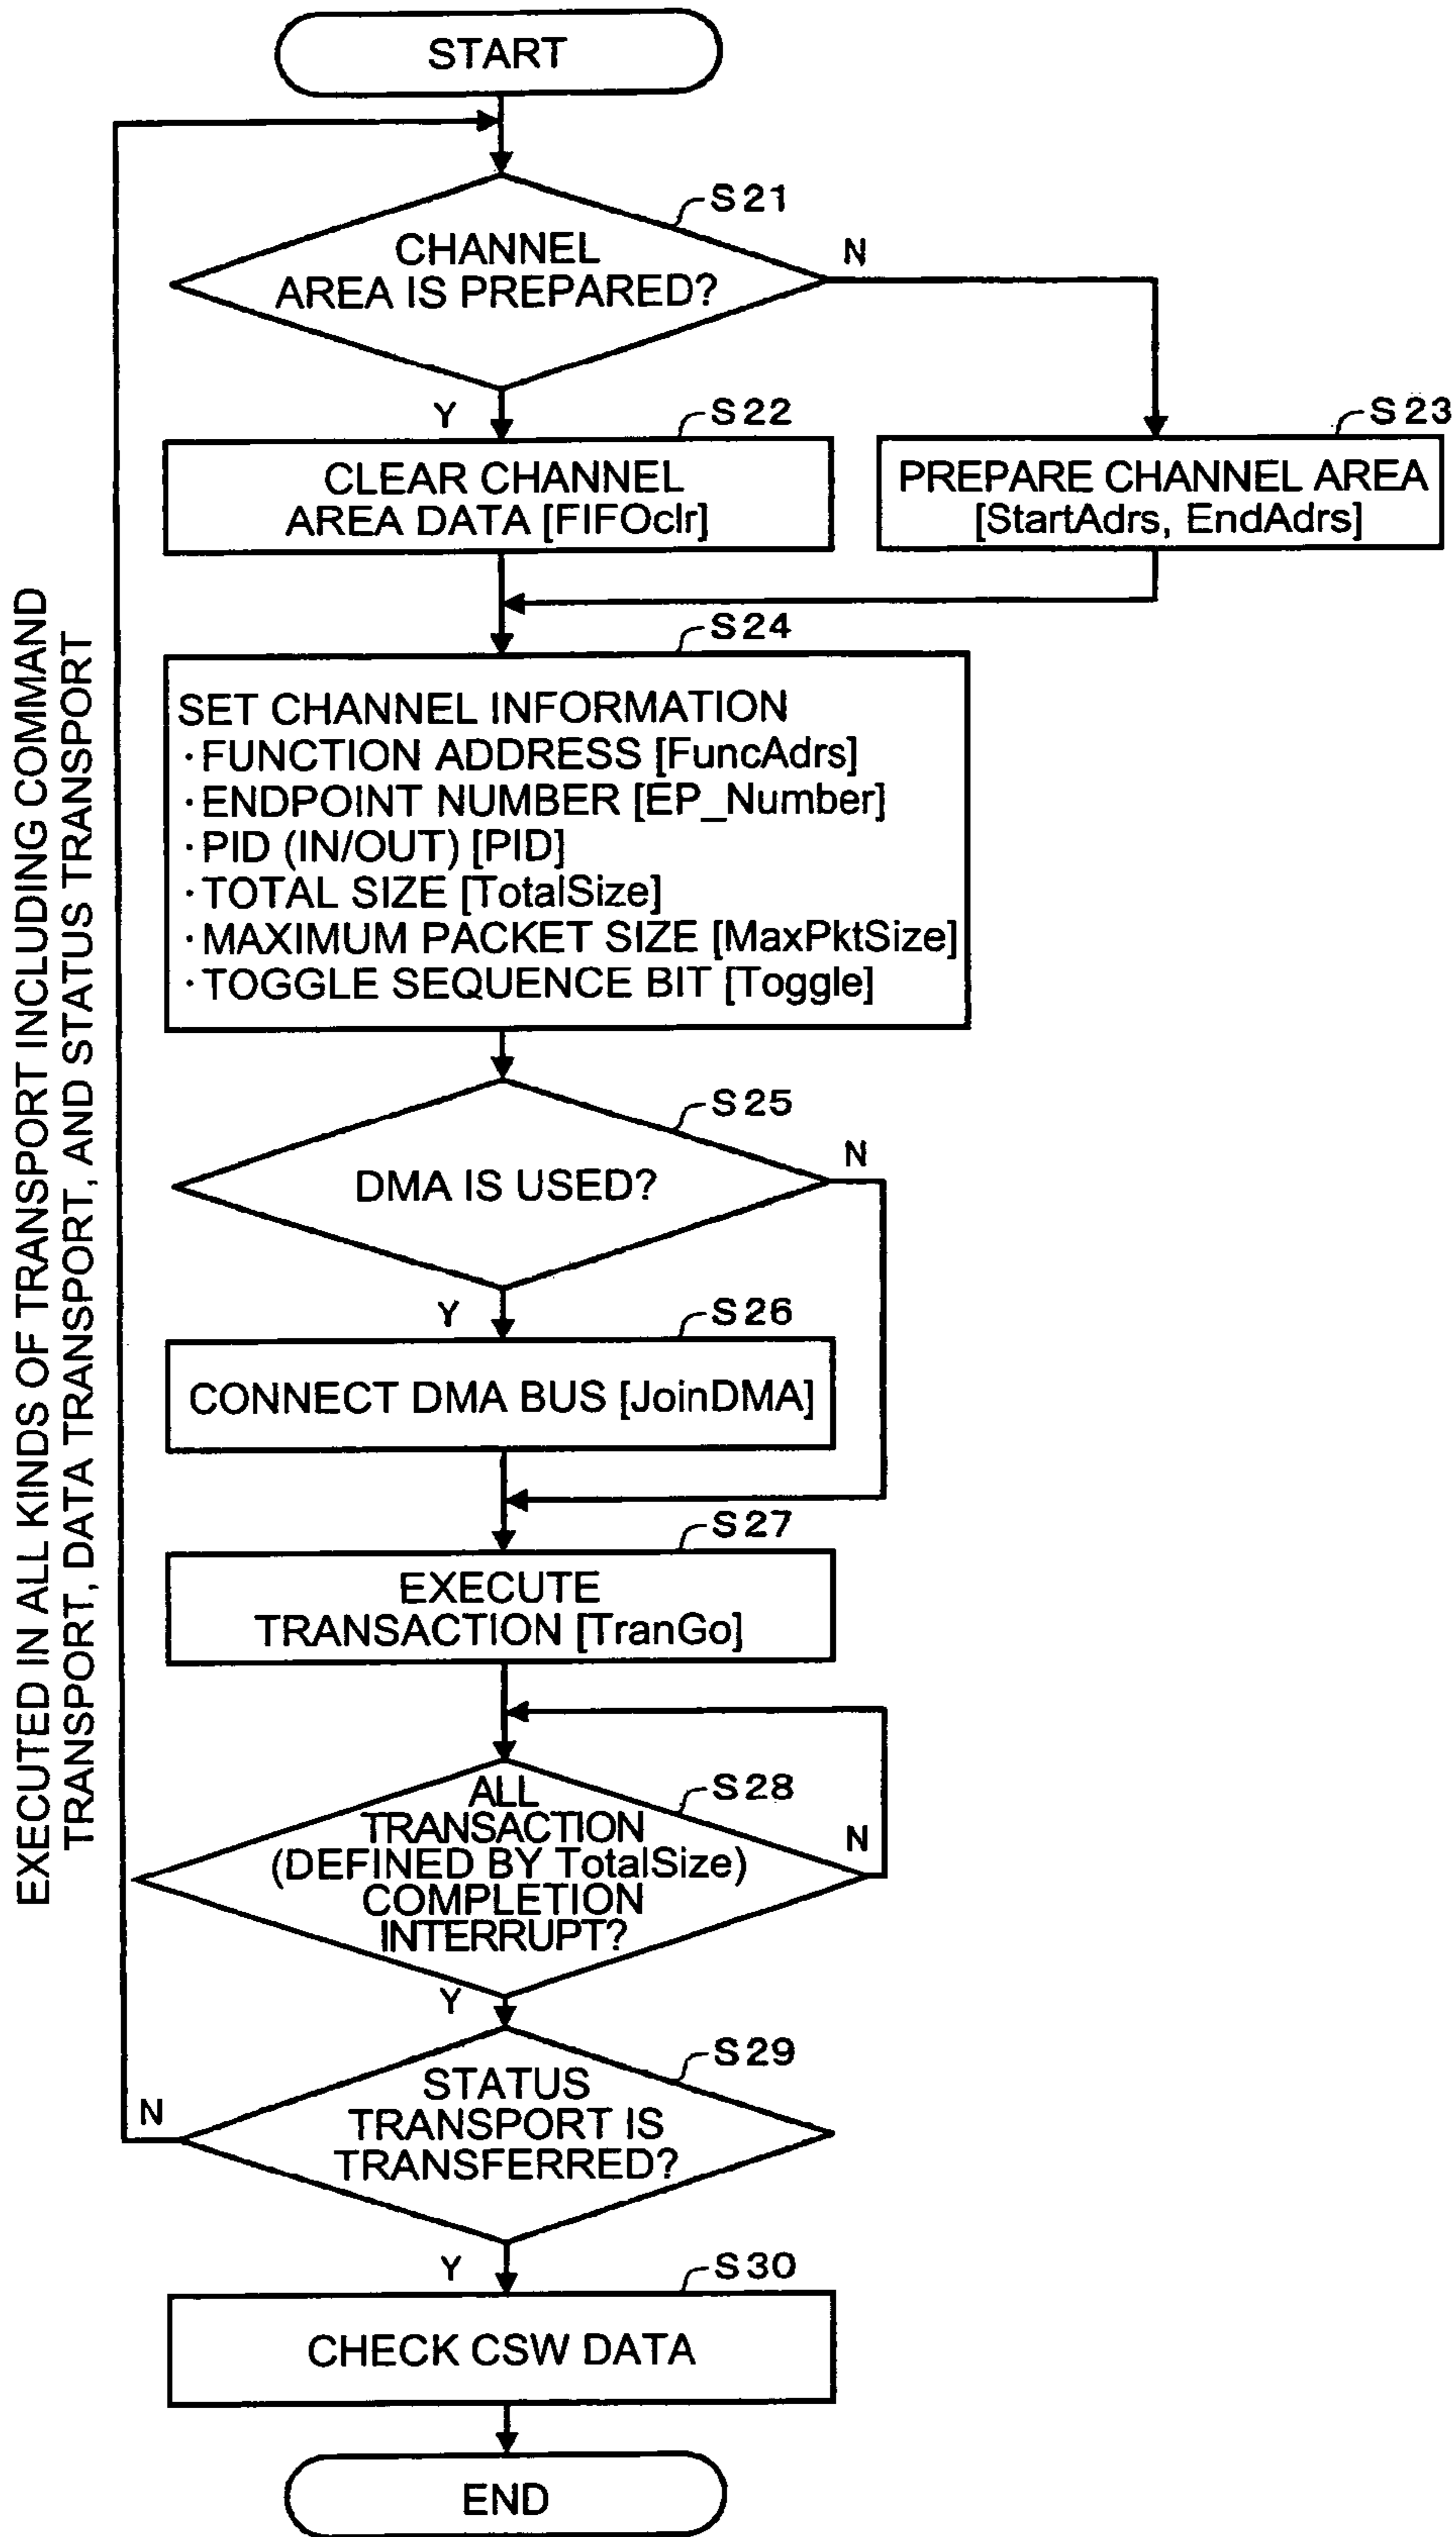 START
S21
CHANNEL
AREA IS PREPARED?
N
Y
S22
CLEAR CHANNEL
AREA DATA [FIFOclr]
S23
PREPARE CHANNEL AREA
[StartAdrs, EndAdrs]
S24
SET CHANNEL INFORMATION
·FUNCTION ADDRESS [FuncAdrs]
·ENDPOINT NUMBER [EP_Number]
·PID (IN/OUT) [PID]
·TOTAL SIZE [TotalSize]
·MAXIMUM PACKET SIZE [MaxPktSize]
·TOGGLE SEQUENCE BIT [Toggle]
S25
DMA IS USED?
N
Y
S26
CONNECT DMA BUS [JoinDMA]
S27
EXECUTE
TRANSACTION [TranGo]
S28
ALL
TRANSACTION
(DEFINED BY TotalSize)
COMPLETION
INTERRUPT?
N
Y
S29
STATUS
TRANSPORT IS
TRANSFERRED?
N
Y
S30
CHECK CSW DATA
END
EXECUTED IN ALL KINDS OF TRANSPORT INCLUDING COMMAND
TRANSPORT, DATA TRANSPORT, AND STATUS TRANSPORT